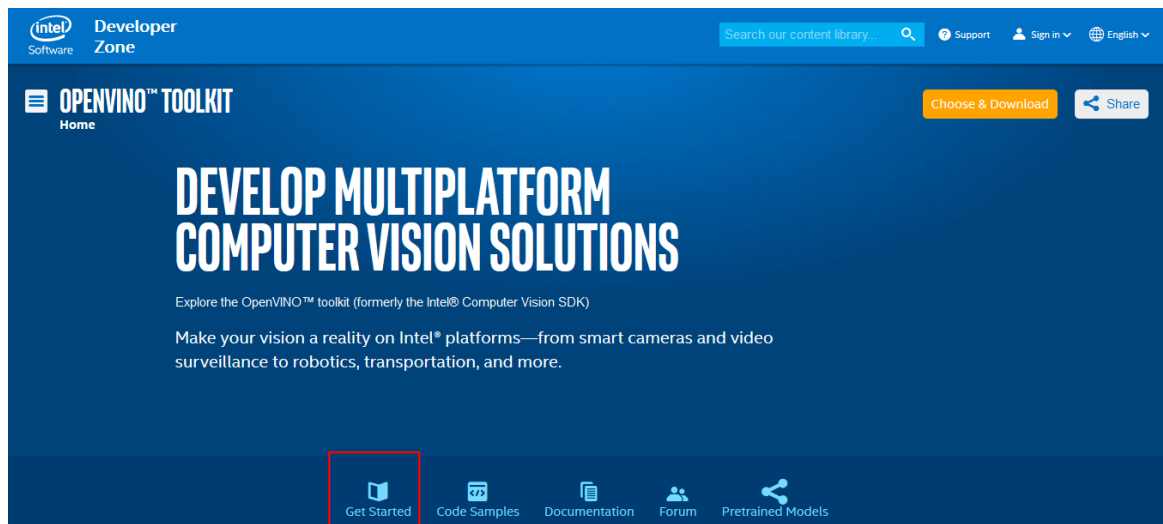 intel Software
Developer Zone
Search our content library...
? Support
Sign in
English
OPENVINO™ TOOLKIT
Home
Choose & Download
Share
DEVELOP MULTIPLATFORM
COMPUTER VISION SOLUTIONS
Explore the OpenVINO™ toolkit (formerly the Intel® Computer Vision SDK)
Make your vision a reality on Intel® platforms—from smart cameras and video
surveillance to robotics, transportation, and more.
</> 
Get Started
Code Samples
Documentation
Forum
Pretrained Models